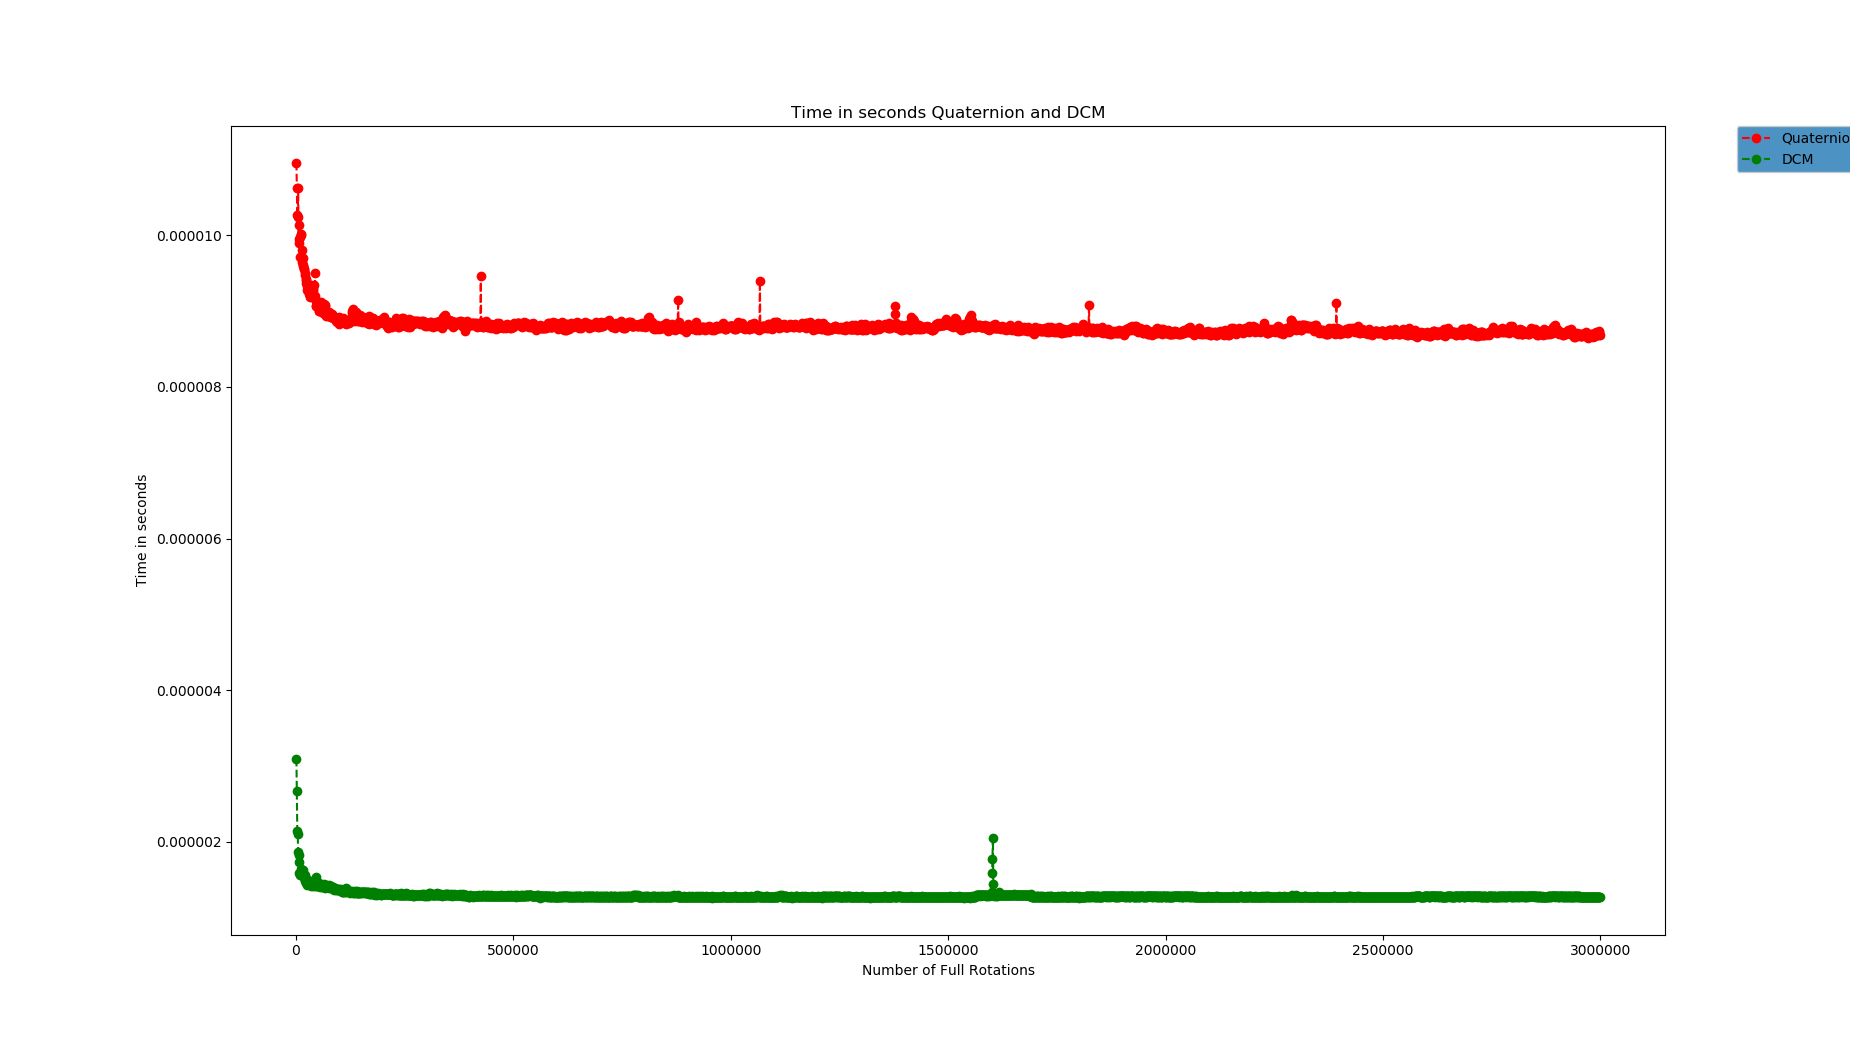 Time in seconds Quaternion and DCM
Quaternio
DCM
0.000010
0.000008
0.000006
0.000004
0.000002
Time in seconds
0 500000 1000000 1500000 2000000 2500000 3000000
Number of Full Rotations